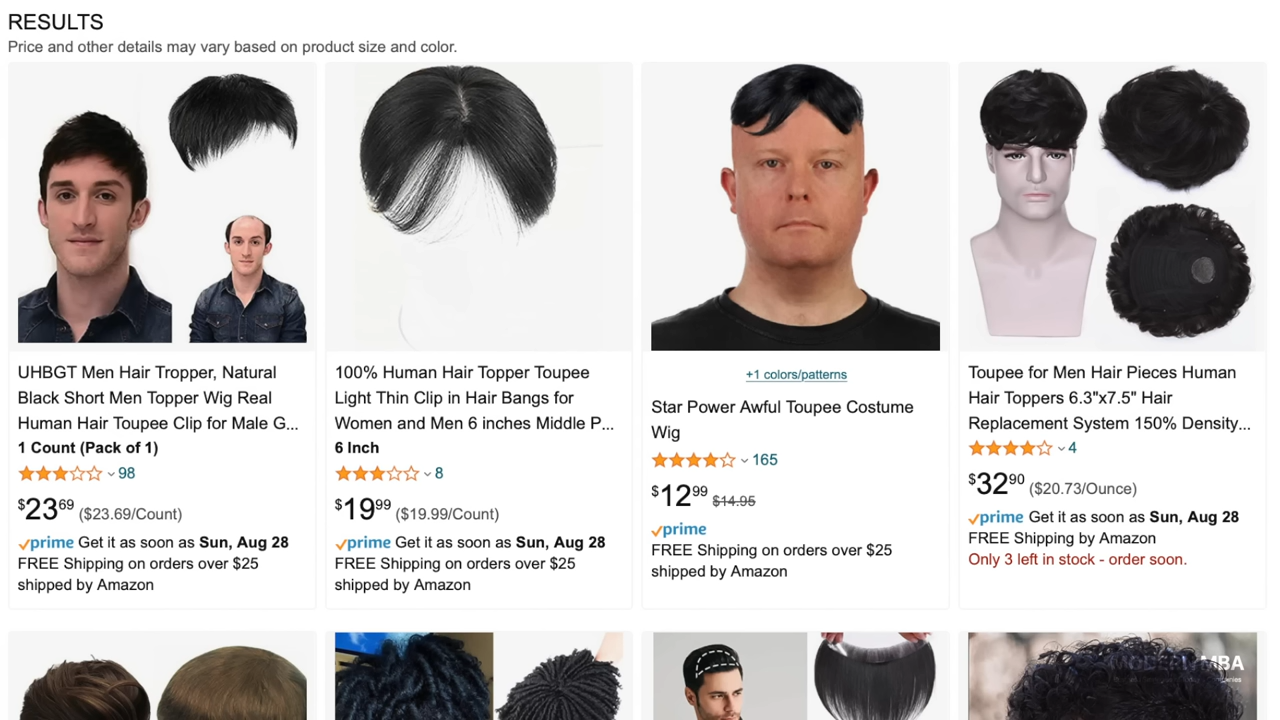 RESULTS
Price and other details may vary based on product size and color.
UHBGT Men Hair Tropper, Natural
Black Short Men Topper Wig Real
Human Hair Toupee Clip for Male G...
1 Count (Pack of 1)
98
$23 69 ($23.69/Count)
prime Get it as soon as Sun, Aug 28
FREE Shipping on orders over $25
shipped by Amazon
100% Human Hair Topper Toupee
Light Thin Clip in Hair Bangs for
Women and Men 6 inches Middle P...
6 Inch
8
$19 99 ($19.99/Count)
prime Get it as soon as Sun, Aug 28
FREE Shipping on orders over $25
shipped by Amazon
+1 colors/patterns
Star Power Awful Toupee Costume
Wig
165
$12 99 $14.95
prime
FREE Shipping on orders over $25
shipped by Amazon
Toupee for Men Hair Pieces Human
Hair Toppers 6.3"x7.5" Hair
Replacement System 150% Density...
4
$32 90 ($20.73/Ounce)
prime Get it as soon as Sun, Aug 28
FREE Shipping by Amazon
Only 3 left in stock - order soon.
MODERN MBA